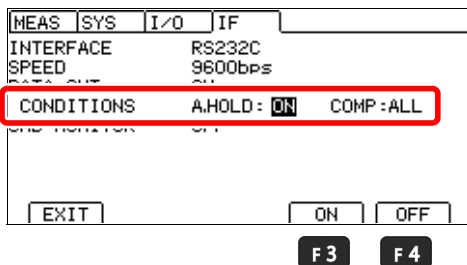 MEAS SYS I/O IF
INTERFACE RS232C
SPEED 9600bps
CONDITIONS A.HOLD: ON COMP:ALL
EXIT ON OFF
F3 F4